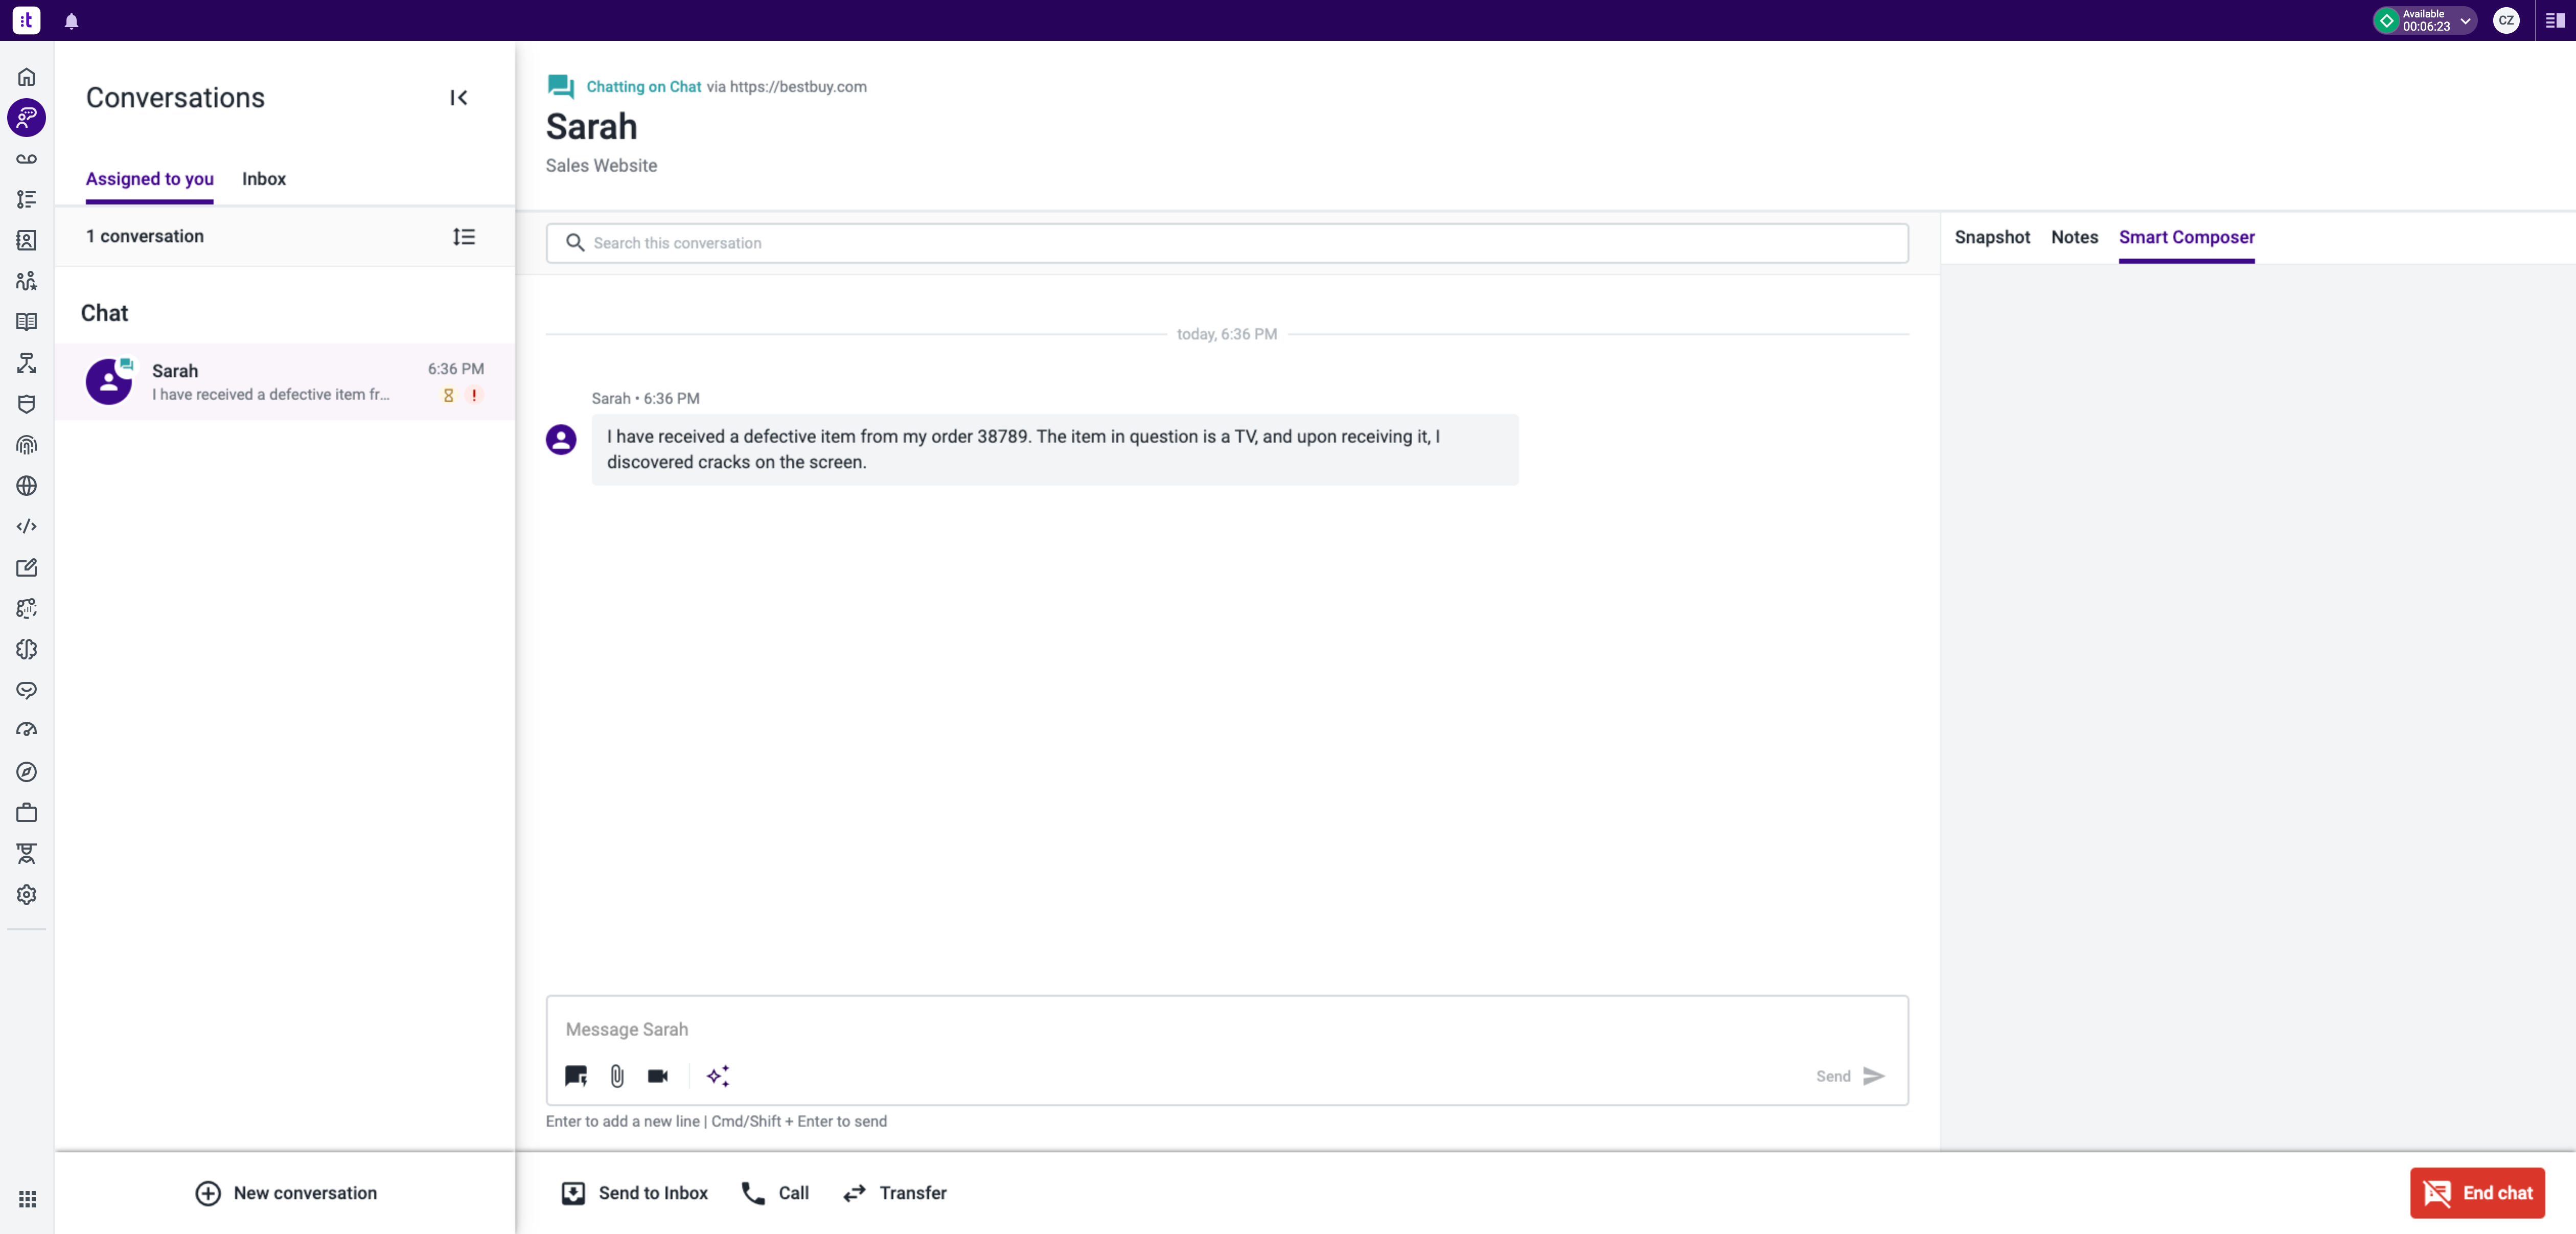 :t
Available
00:06:23
CZ
Conversations
Assigned to you
Inbox
1 conversation
Chat
Sarah
6:36 PM
I have received a defective item fr...
!
New conversation
Chatting on Chat via https://bestbuy.com
Sarah
Sales Website
Search this conversation
today, 6:36 PM
Sarah • 6:36 PM
I have received a defective item from my order 38789. The item in question is a TV, and upon receiving it, I
discovered cracks on the screen.
Message Sarah
Send
Enter to add a new line | Cmd/Shift + Enter to send
Snapshot
Notes
Smart Composer
Send to Inbox
Call
Transfer
End chat